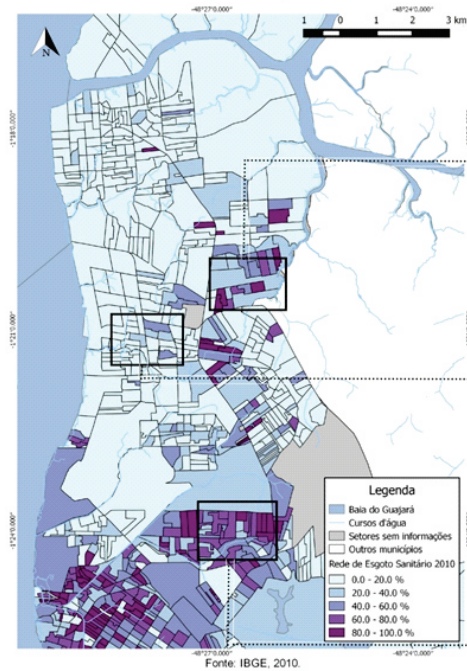 -48°27'0.000" -48°24'0.000"
1 0 1 2 3 km
N
-1°18'0.000"
-1°21'0.000"
-1°24'0.000"
Legenda
Baia do Guajará
Cursos d'água
Setores sem informações
Outros municípios
Rede de Esgoto Sanitário 2010
0.0 - 20.0 %
20.0 - 40.0 %
40.0 - 60.0 %
60.0 - 80.0 %
80.0 - 100.0 %
-48°27'0.000" -48°24'0.000"
Fonte: IBGE, 2010.